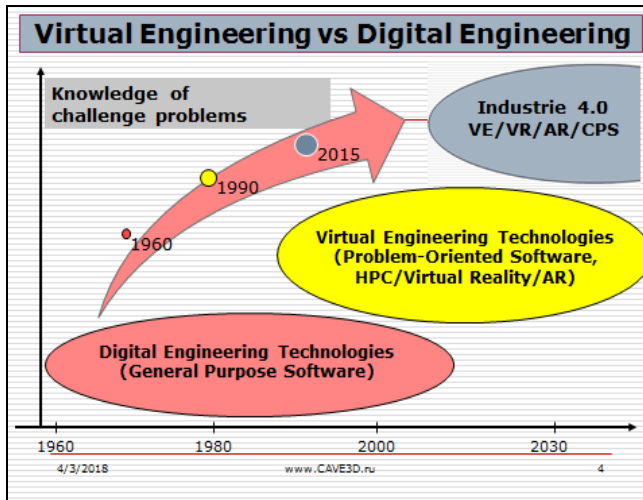 Virtual Engineering vs Digital Engineering
Knowledge of
challenge problems
Industrie 4.0
VE/VR/AR/CPS
2015
1990
1960
Virtual Engineering Technologies
(Problem-Oriented Software,
HPC/Virtual Reality/AR)
Digital Engineering Technologies
(General Purpose Software)
1960 1980 2000 2030
4/3/2018 www.CAVE3D.ru 4